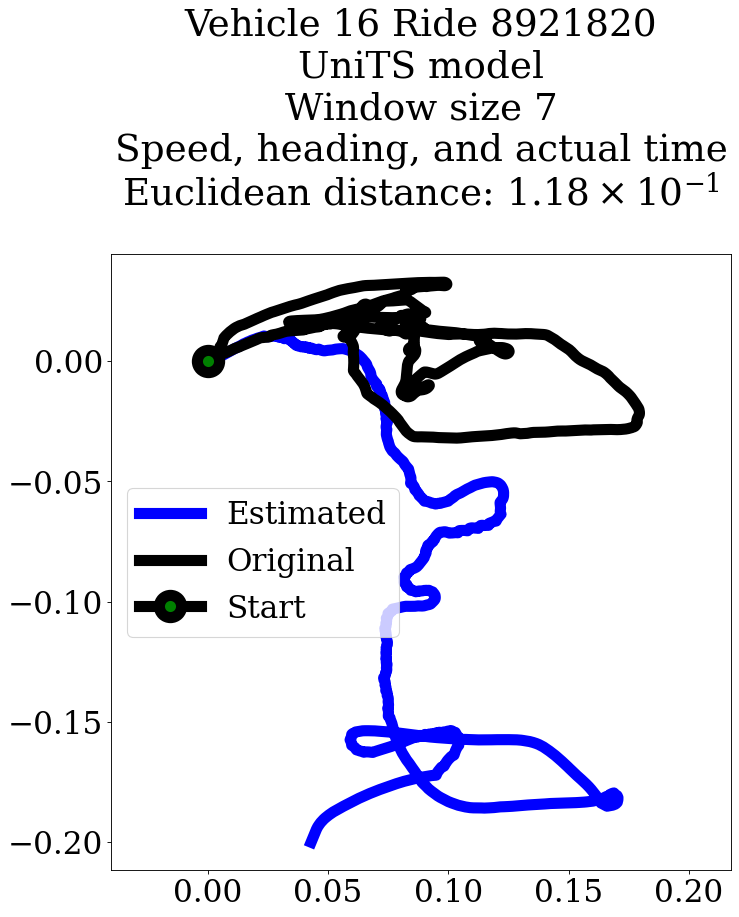 Vehicle 16 Ride 8921820
UniTS model
Window size 7
Speed, heading, and actual time
Euclidean distance: 1.18 × 10⁻¹
0.00
−0.05
−0.10
−0.15
−0.20
Estimated
Original
Start
0.00 0.05 0.10 0.15 0.20